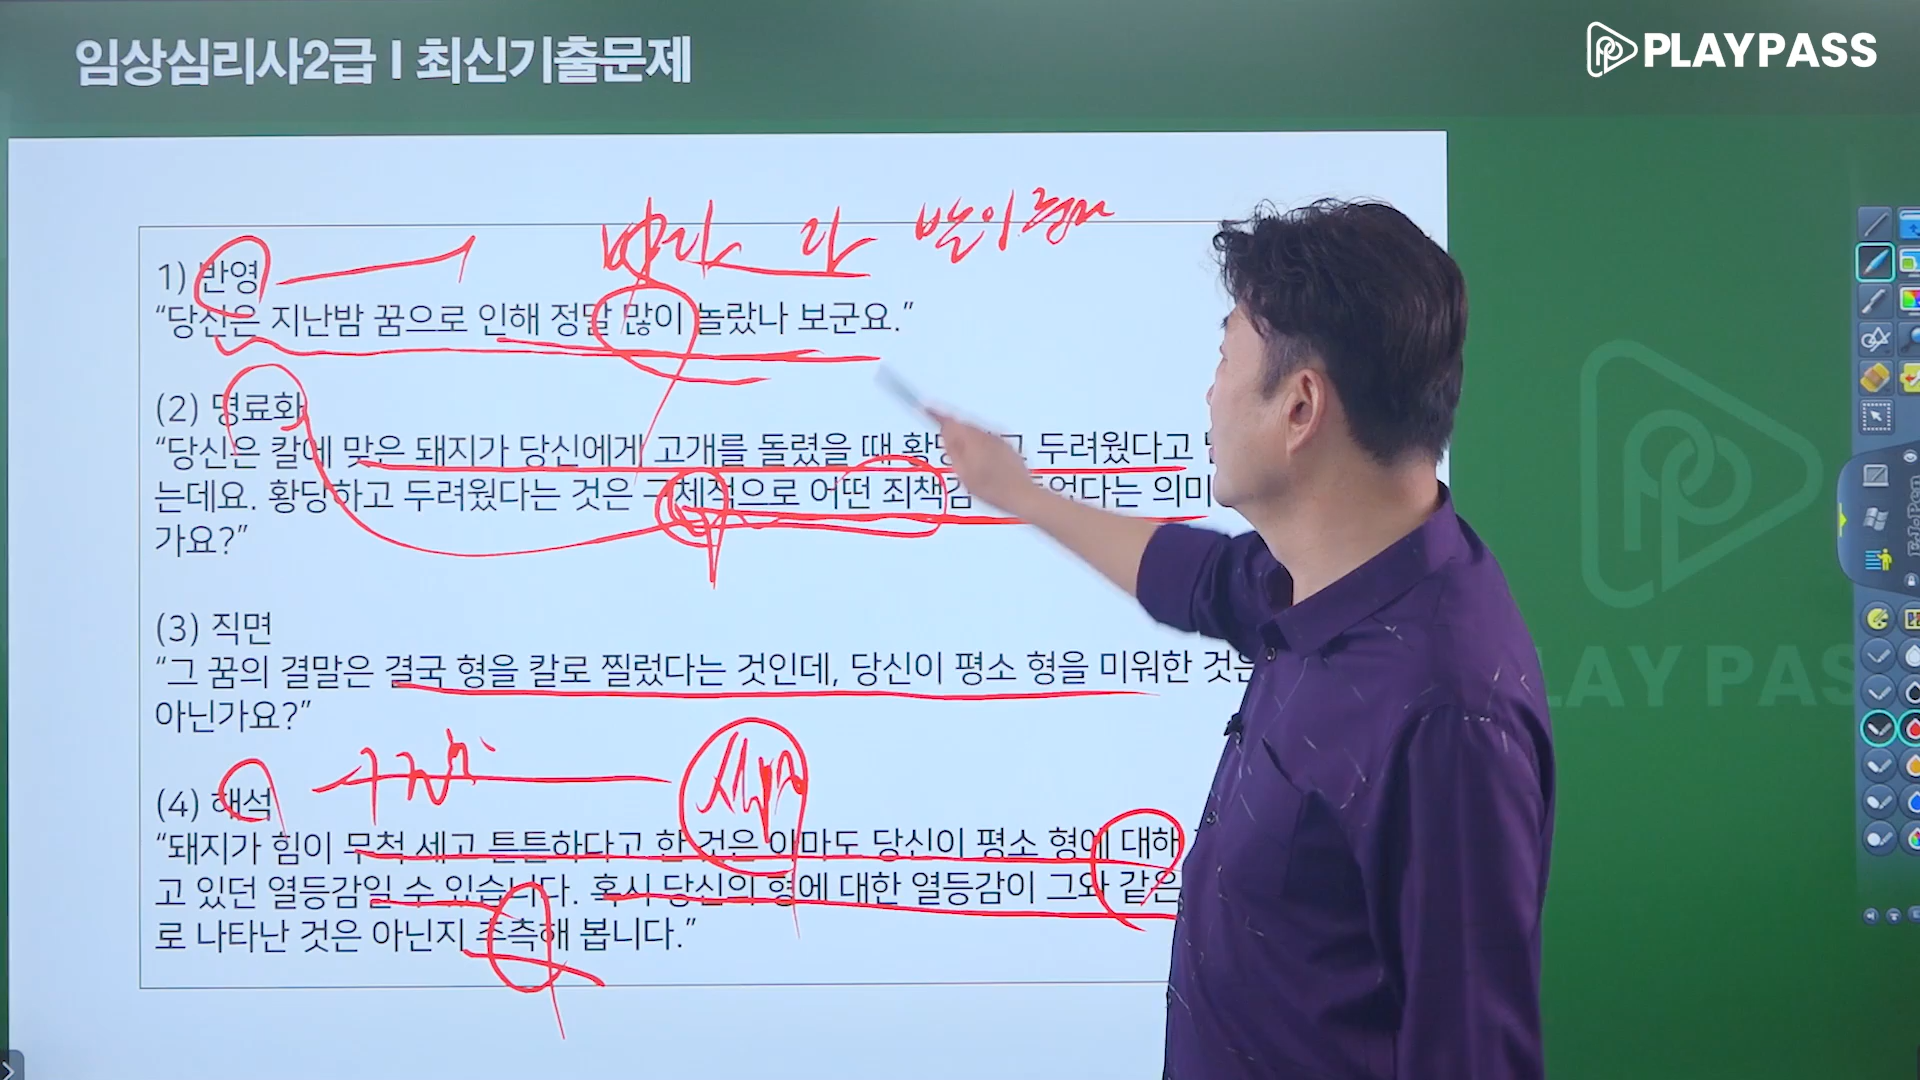 임상심리사2급 I 최신기출문제
PLAYPASS
1) 반영
“당신은 지난밤 꿈으로 인해 정말 많이 놀랐나 보군요.”
(2) 명료화
“당신은 칼에 맞은 돼지가 당신에게 고개를 돌렸을 때 두려웠다고
는데요. 황당하고 두려웠다는 것은 구체적으로 어떤 죄책감 의미
가요?”
(3) 직면
“그 꿈의 결말은 결국 형을 칼로 찔렀다는 것인데, 당신이 평소 형을 미워한 것은
아닌가요?”
(4) 해석
“돼지가 힘이 무척 세고 튼튼하다고 한 것은 아마도 당신이 평소 형에 대해
고 있던 열등감일 수 있습니다. 혹시 당신의 형에 대한 열등감이 그와 같은
로 나타난 것은 아닌지 추측해 봅니다.”
LAY PAS